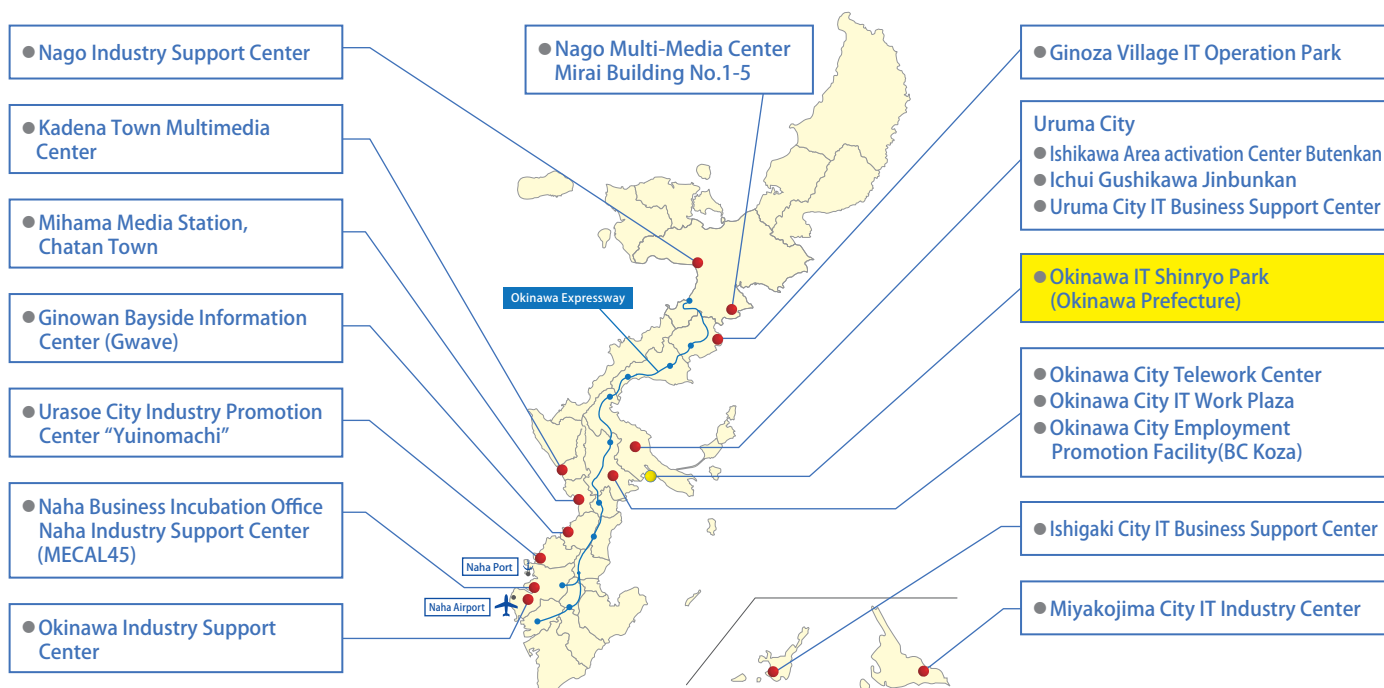 Nago Industry Support Center
Kadena Town Multimedia
Center
Mihama Media Station,
Chatan Town
Ginowan Bayside Information
Center (Gwave)
Urasoe City Industry Promotion
Center “Yuinomachi”
Naha Business Incubation Office
Naha Industry Support Center
(MECAL45)
Okinawa Industry Support
Center
Nago Multi-Media Center
Mirai Building No.1-5
Okinawa Expressway
Naha Port
Naha Airport
Ginoza Village IT Operation Park
Uruma City
Ishikawa Area activation Center Butenkan
Ichui Gushikawa Jinbunkan
Uruma City IT Business Support Center
Okinawa IT Shinryo Park
(Okinawa Prefecture)
Okinawa City Telework Center
Okinawa City IT Work Plaza
Okinawa City Employment
Promotion Facility(BC Koza)
Ishigaki City IT Business Support Center
Miyakojima City IT Industry Center